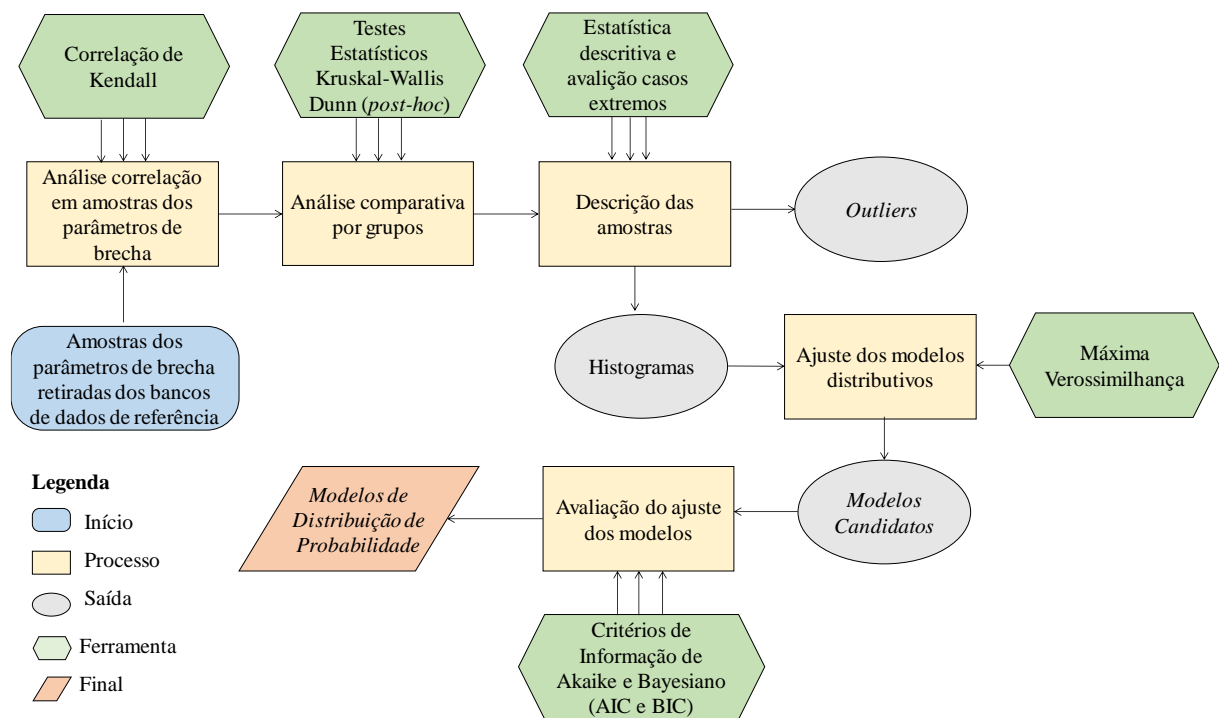 Correlação de
Kendall
Testes
Estatísticos
Kruskal-Wallis
Dunn (post-hoc)
Estatística
descritiva e
avalição casos
extremos
Análise correlação
em amostras dos
parâmetros de
brecha
Análise comparativa
por grupos
Descrição das
amostras
Outliers
Amostras dos
parâmetros de brecha
retiradas dos bancos
de dados de referência
Histogramas
Ajuste dos modelos
distributivos
Máxima
Verossimilhança
Legenda
Início
Processo
Saída
Ferramenta
Final
Modelos de
Distribuição de
Probabilidade
Avaliação do ajuste
dos modelos
Modelos
Candidatos
Critérios de
Informação de
Akaike e Bayesiano
(AIC e BIC)